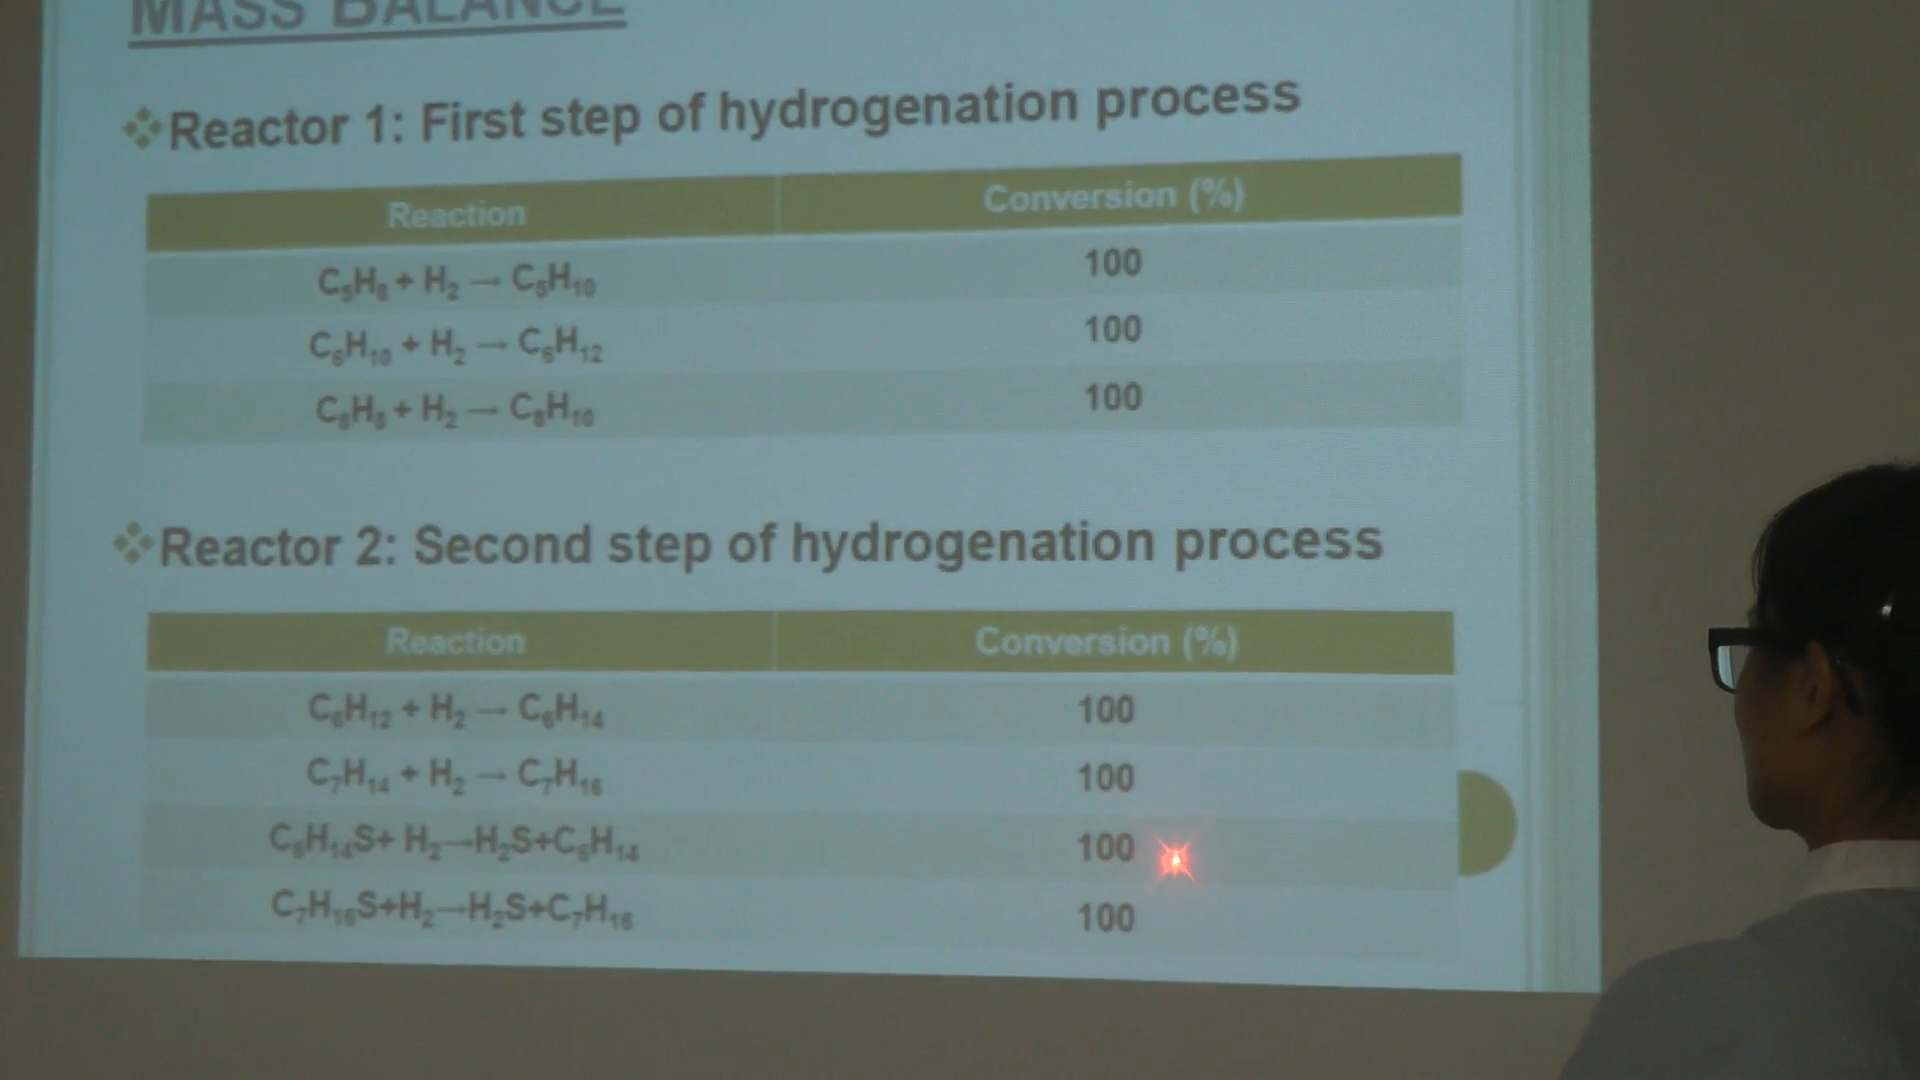 MASS BALANCE
❖Reactor 1: First step of hydrogenation process
Reaction Conversion (%)
C₅H₈ + H₂ → C₅H₁₀ 100
C₆H₁₀ + H₂ → C₆H₁₂ 100
C₈H₈ + H₂ → C₈H₁₀ 100
❖Reactor 2: Second step of hydrogenation process
Reaction Conversion (%)
C₆H₁₂ + H₂ → C₆H₁₄ 100
C₇H₁₄ + H₂ → C₇H₁₆ 100
C₆H₁₄S+ H₂→H₂S+C₆H₁₄ 100
C₇H₁₆S+H₂→H₂S+C₇H₁₆ 100